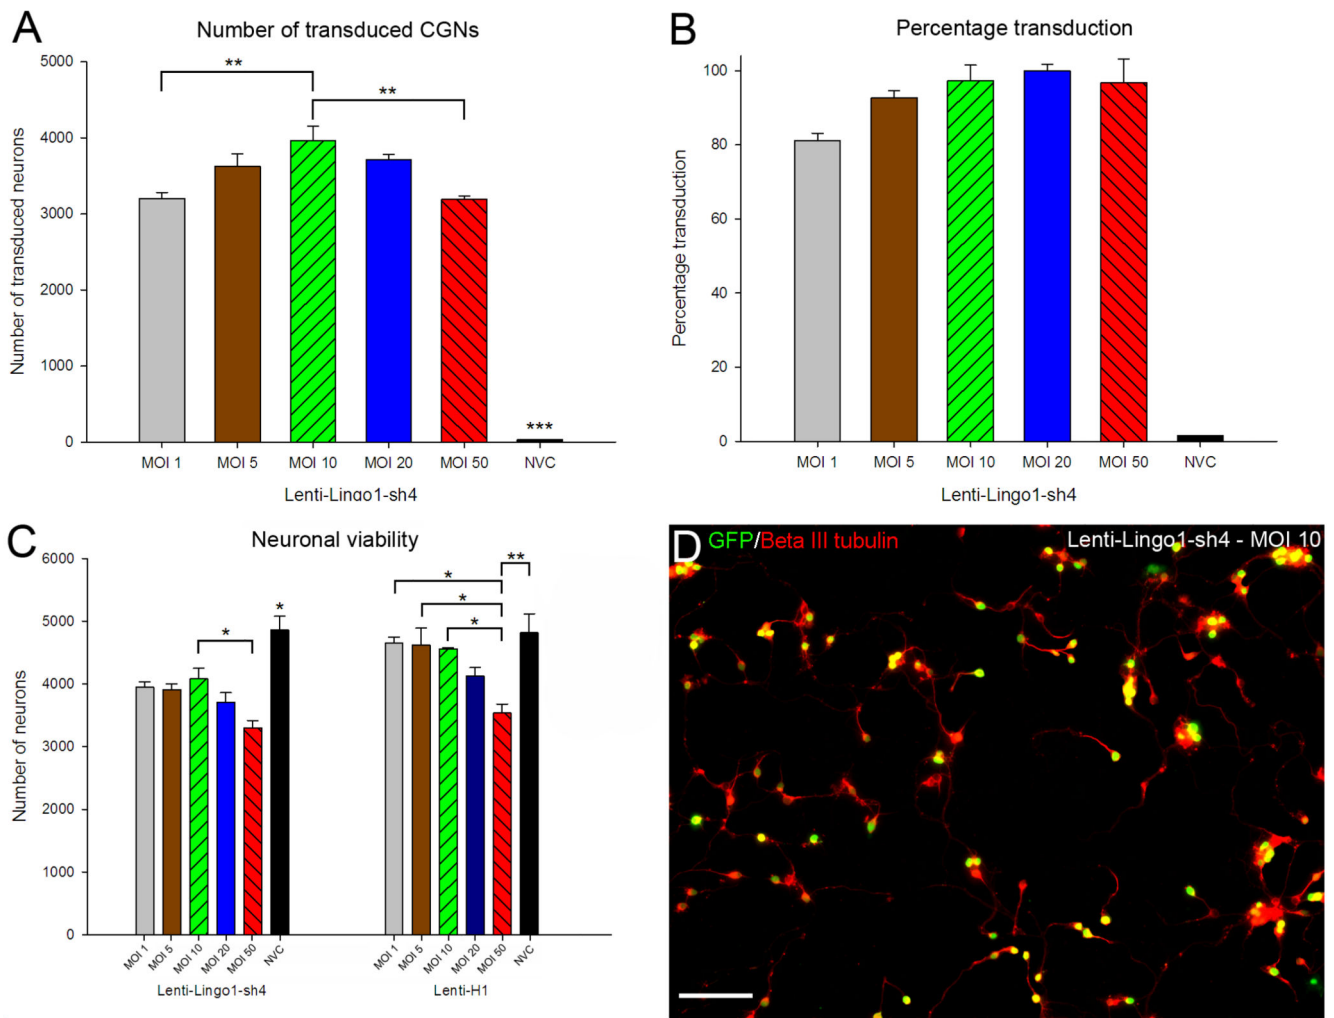 A
Number of transduced CGNs
Number of transduced neurons
5000
4000
3000
2000
1000
0
**
**
***
MOI 1 MOI 5 MOI 10 MOI 20 MOI 50 NVC
Lenti-Lingo1-sh4
B
Percentage transduction
Percentage transduction
100
80
60
40
20
0
MOI 1 MOI 5 MOI 10 MOI 20 MOI 50 NVC
Lenti-Lingo1-sh4
C
Neuronal viability
Number of neurons
6000
5000
4000
3000
2000
1000
0
*
*
*
*
*
**
MOI 1 MOI 5 MOI 10 MOI 20 MOI 50 NVC
MOI 1 MOI 5 MOI 10 MOI 20 MOI 50 NVC
Lenti-Lingo1-sh4
Lenti-H1
D
GFP/Beta III tubulin
Lenti-Lingo1-sh4 - MOI 10